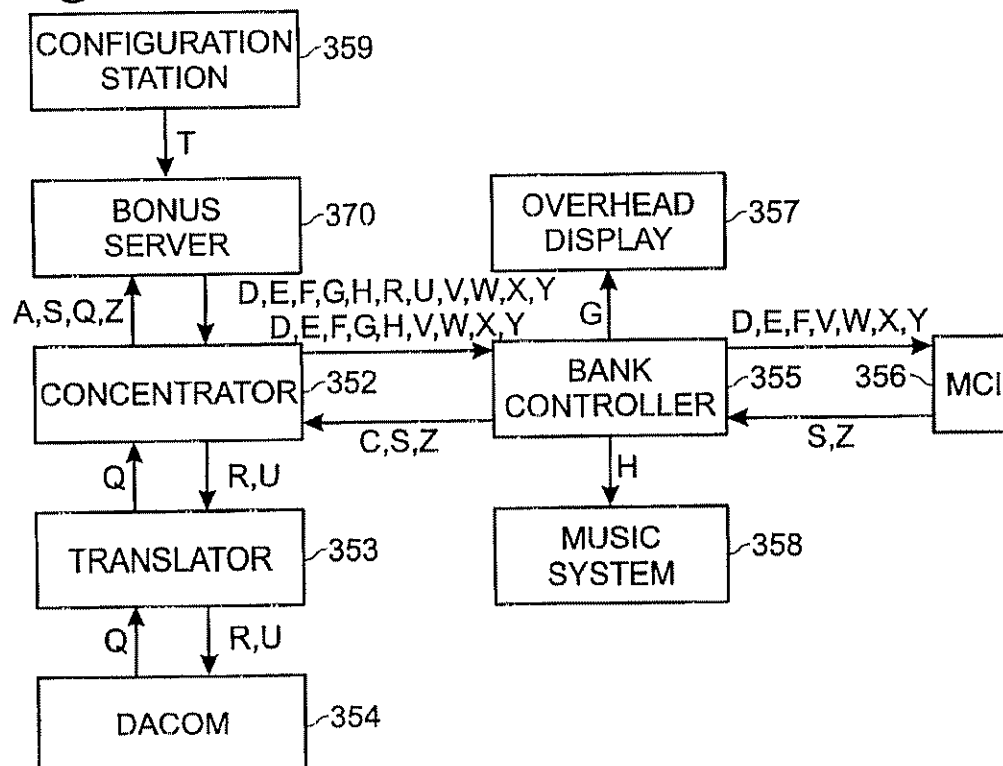 CONFIGURATION
STATION
359
T
BONUS
SERVER
370
OVERHEAD
DISPLAY
357
A,S,Q,Z
D,E,F,G,H,R,U,V,W,X,Y
D,E,F,G,H,V,W,X,Y
G
D,E,F,V,W,X,Y
CONCENTRATOR
352
BANK
CONTROLLER
355
356
MCI
C,S,Z
S,Z
Q
R,U
H
TRANSLATOR
353
MUSIC
SYSTEM
358
Q
R,U
DACOM
354